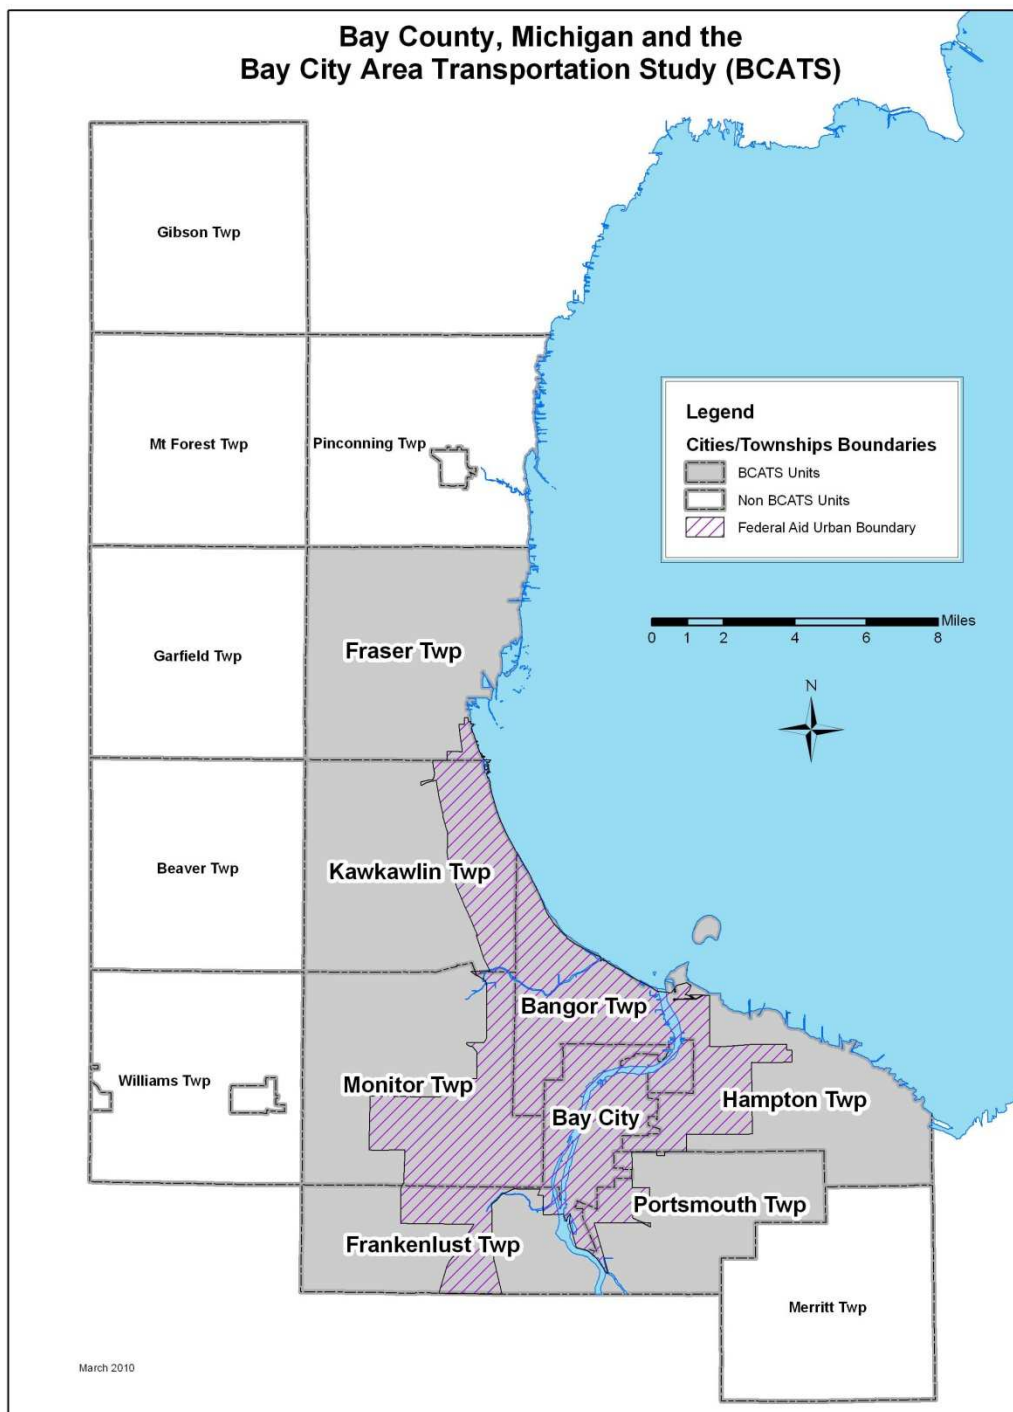 Bay County, Michigan and the
Bay City Area Transportation Study (BCATS)
Gibson Twp
Mt Forest Twp
Pinconning Twp
Legend
Cities/Townships Boundaries
BCATS Units
Non BCATS Units
Federal Aid Urban Boundary
Garfield Twp
Fraser Twp
Miles
0 1 2 4 6 8
N
Beaver Twp
Kawkawlin Twp
Bangor Twp
Williams Twp
Monitor Twp
Bay City
Hampton Twp
Portsmouth Twp
Frankenlust Twp
Merritt Twp
March 2010